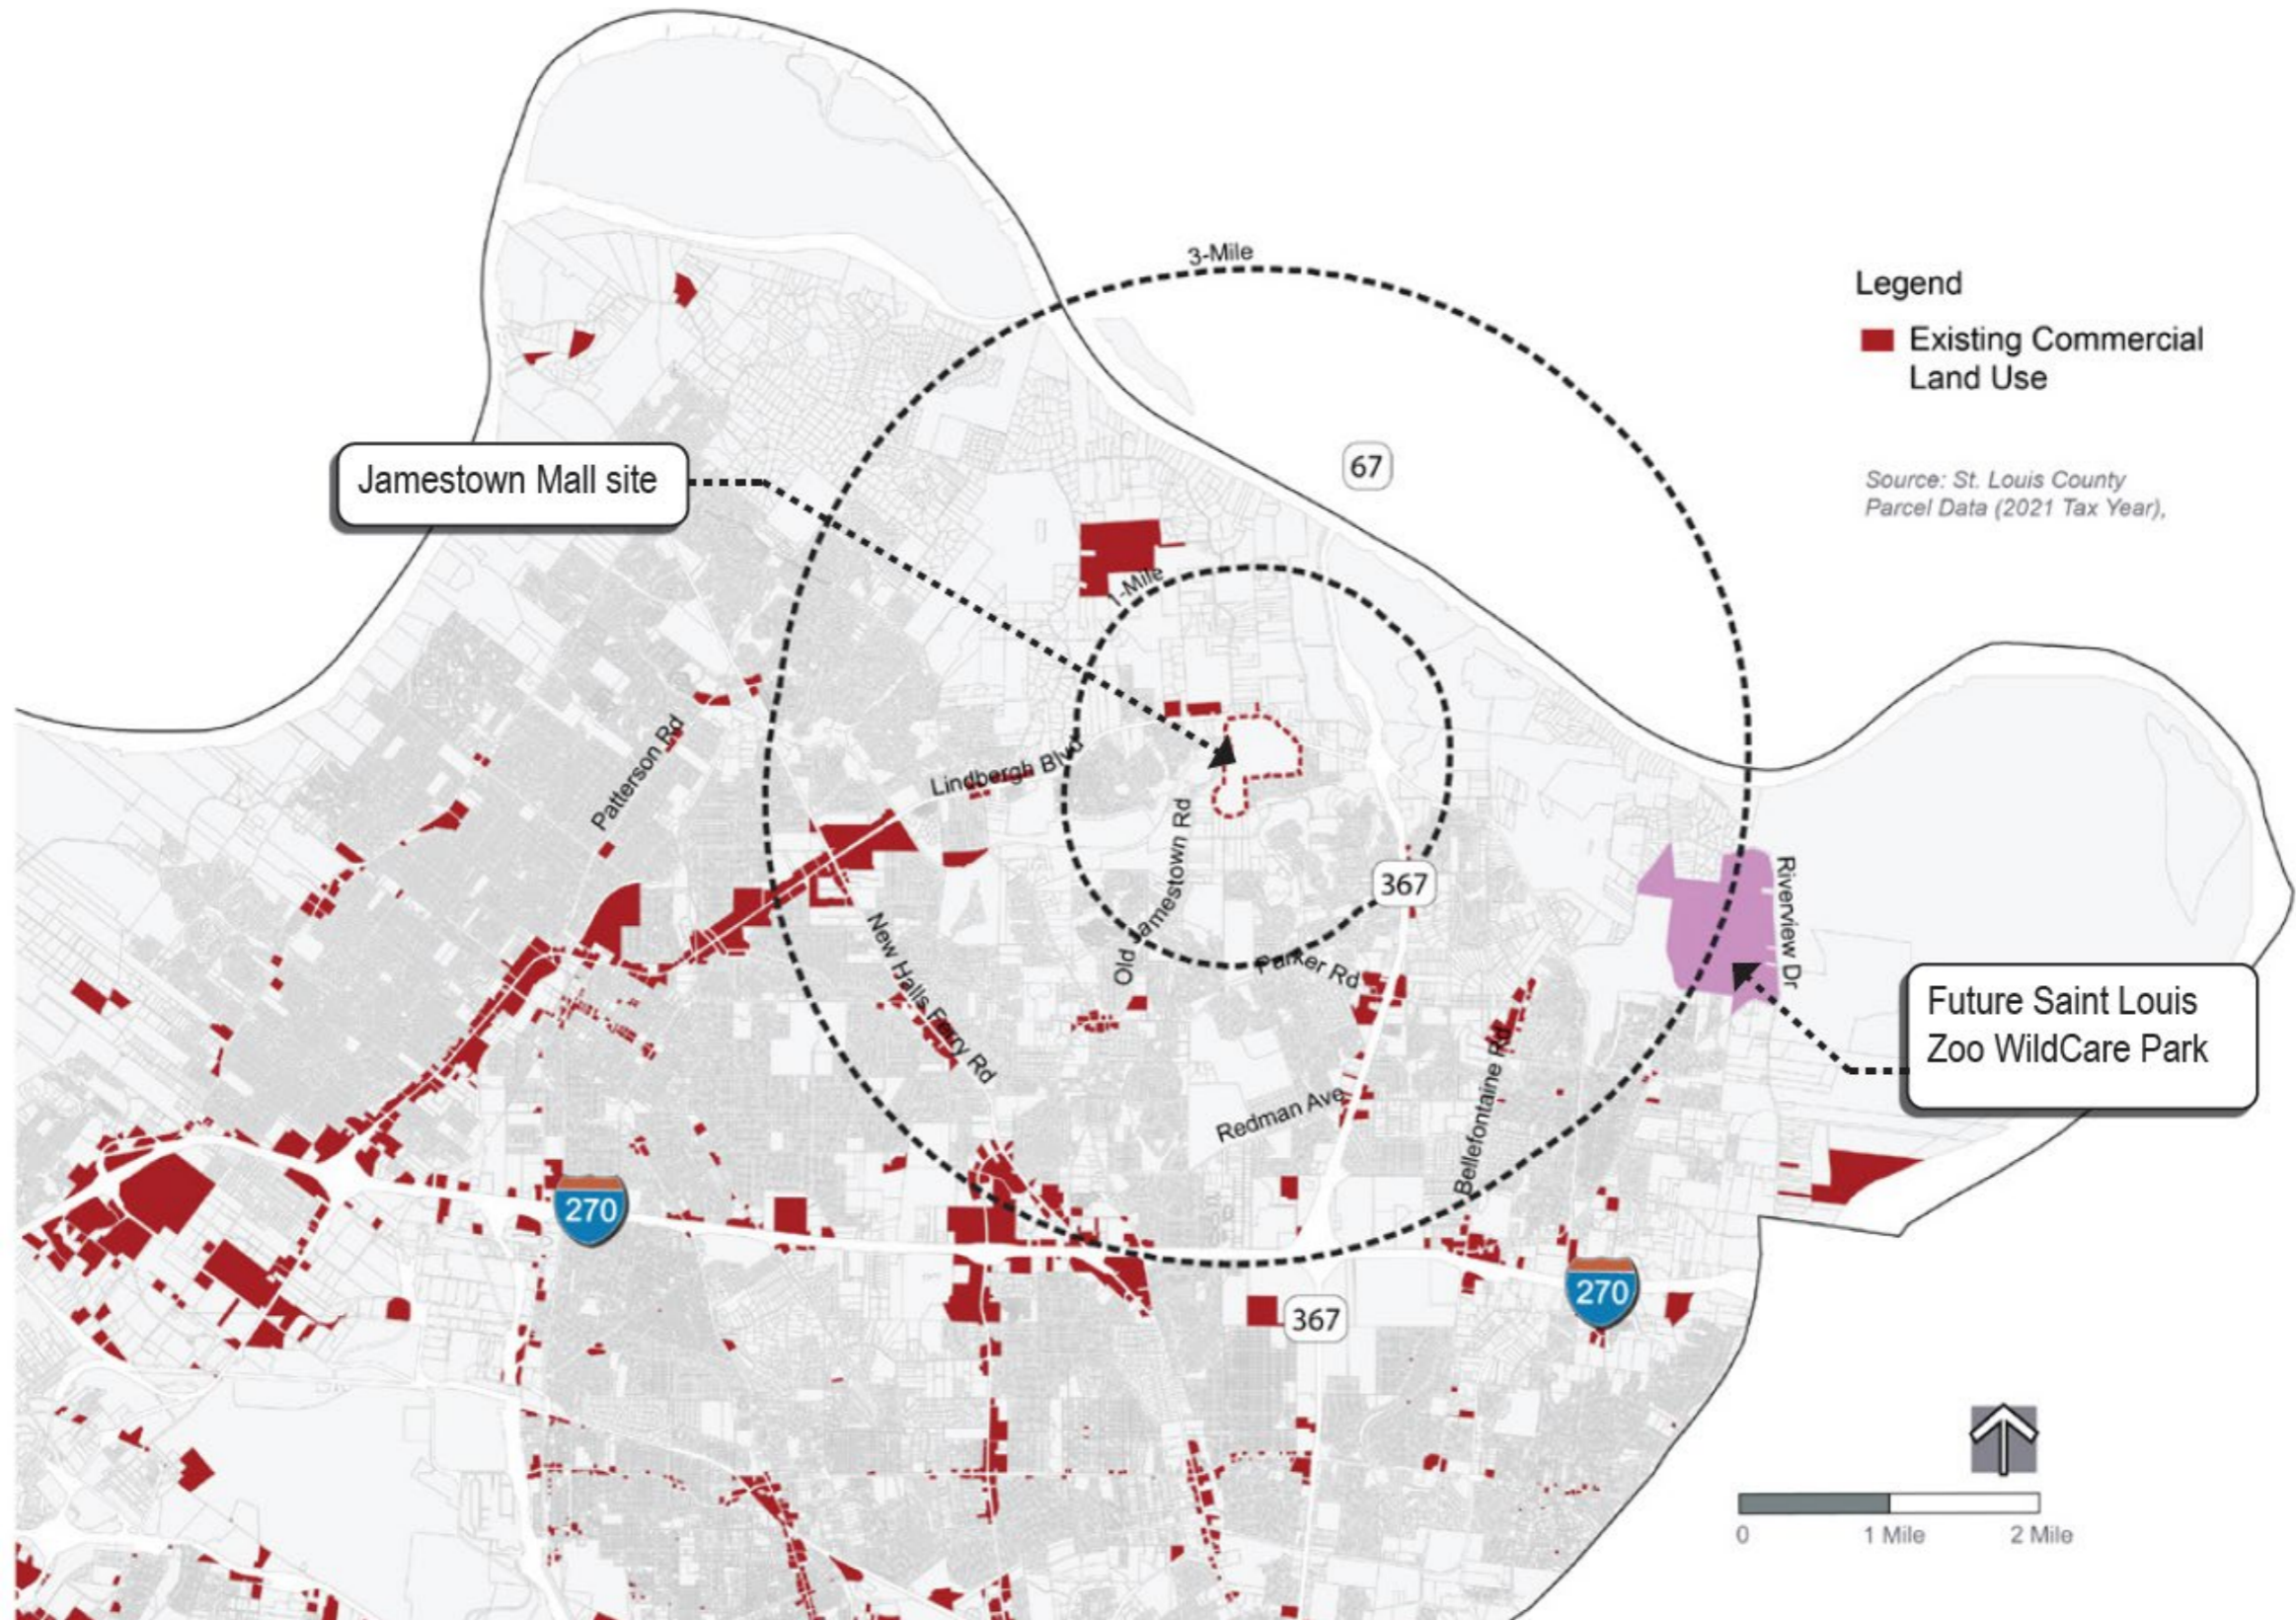 3-Mile
Legend
Existing Commercial
Land Use
Source: St. Louis County
Parcel Data (2021 Tax Year),
67
Jamestown Mall site
1-Mile
Patterson Rd
Lindbergh Blvd
Old Jamestown Rd
367
Riverview Dr
New Halls Ferry Rd
Parker Rd
Future Saint Louis
Zoo WildCare Park
Bellefontaine Rd
Redman Ave
270
270
367
0 1 Mile 2 Mile